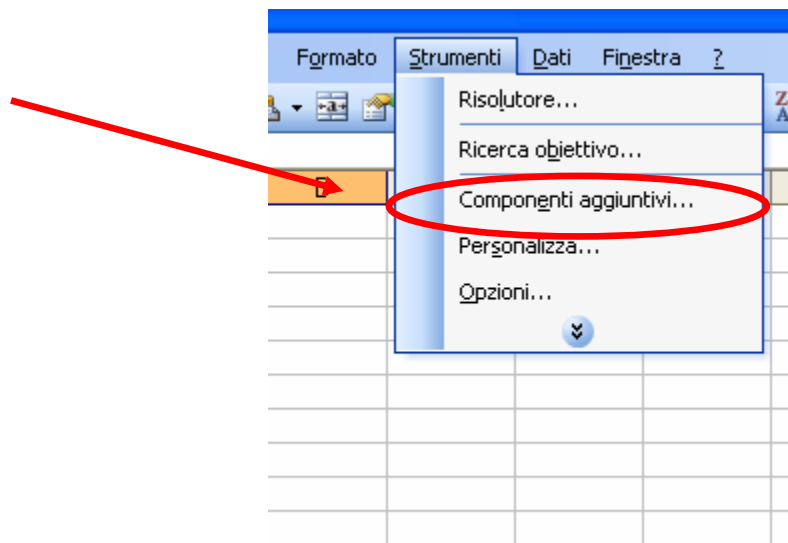 Formato Strumenti Dati Finestra ?
Risolutore...
Ricerca obiettivo...
Componenti aggiuntivi...
Personalizza...
Opzioni...